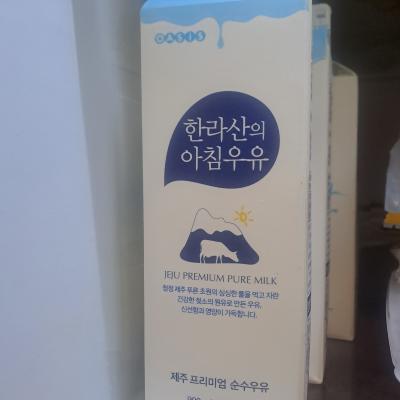 OASIS
한라산의
아침우유
JEJU PREMIUM PURE MILK
청정 제주 푸른 초원의 싱싱한 풀을 먹고 자란
건강한 젖소의 원유로 만든 우유,
신선함과 영양이 가득합니다.
제주 프리미엄 순수우유